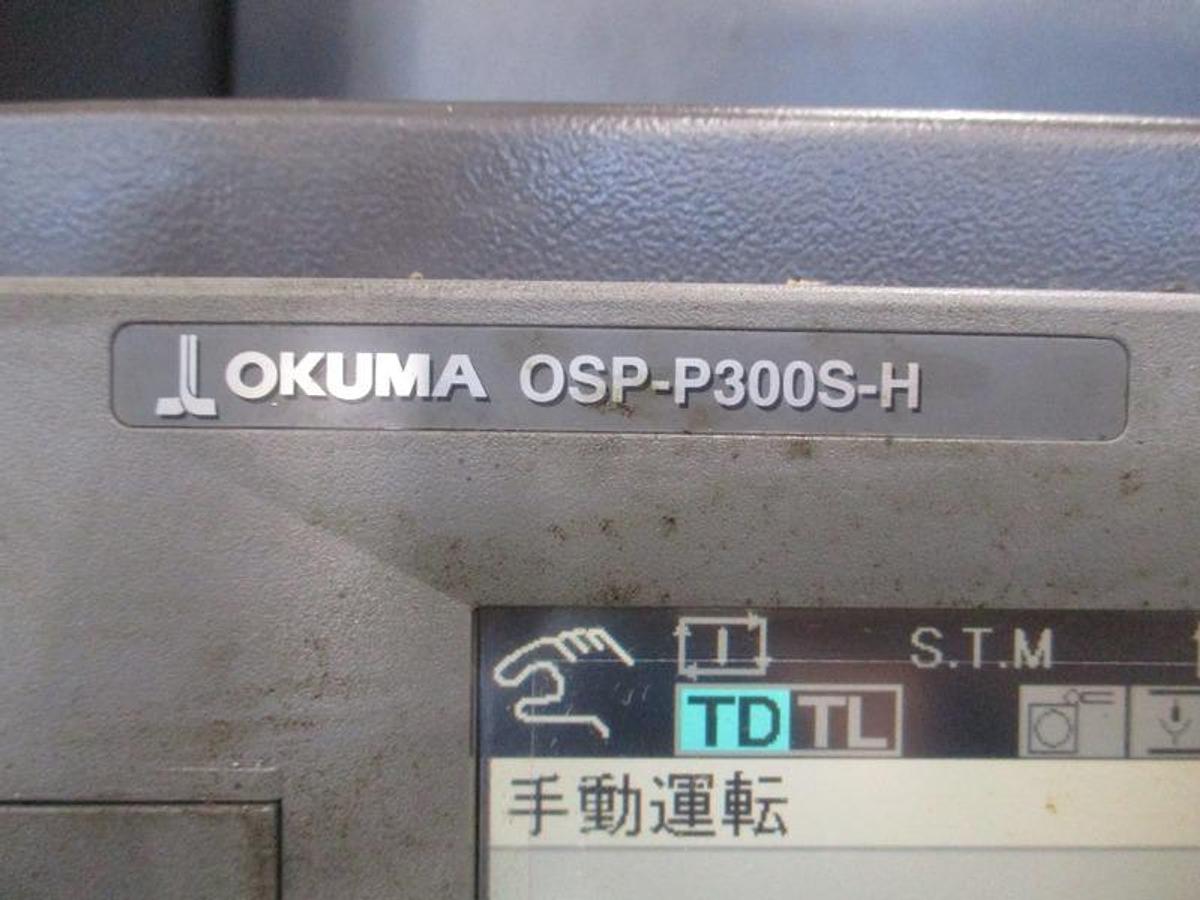 OKUMA OSP-P300S-H
S.T.M
TD TL
手動運転